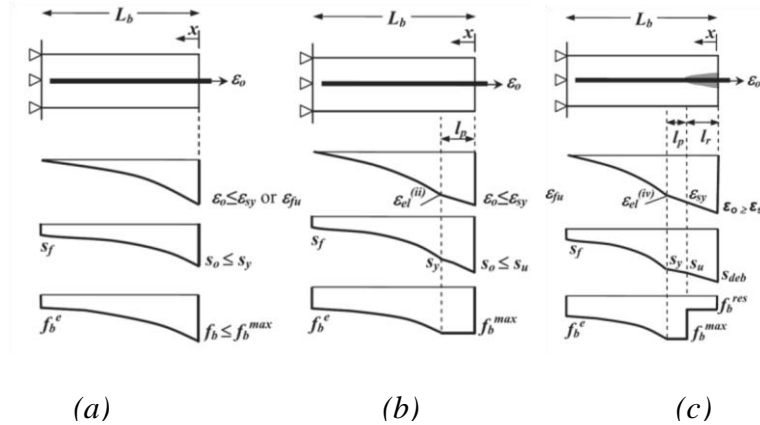 L_b L_b L_b
x x x
ε_o ε_o ε_o
l_p l_p l_r
ε_o≤ε_sy or ε_fu ε_el^(ii) ε_o≤ε_sy ε_fu ε_el^(iv) ε_sy ε_o ≥ ε_s
s_f s_o ≤ s_y s_f s_y s_o ≤ s_u s_f s_y s_u s_deb
f_b^e f_b ≤ f_b^max f_b^e f_b^max f_b^e f_b^max f_b^res
(a) (b) (c)